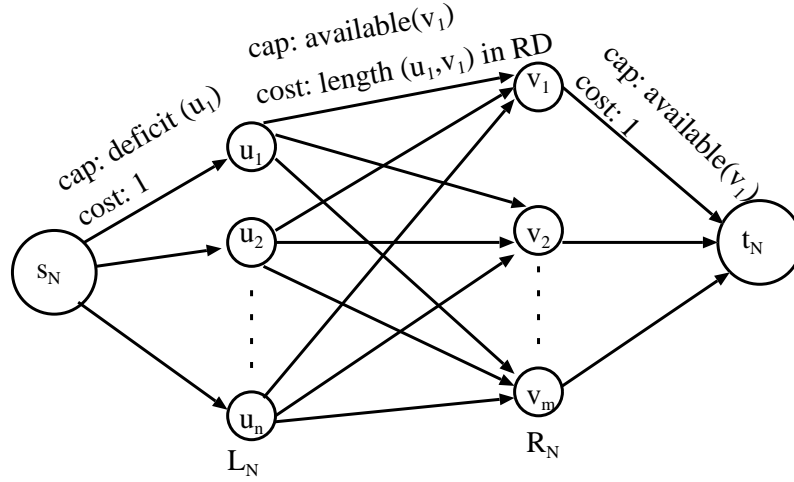 cap: available(v1)
cost: length (u1,v1) in RD
cap: deficit (u1)
cost: 1
cost: 1
cap: available(v1)
sN
u1
u2
un
LN
v1
v2
vm
RN
tN